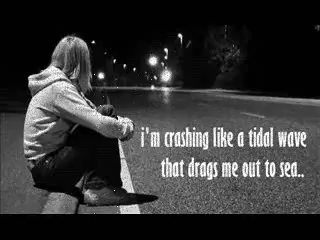 i'm crashing like a tidal wave
that drags me out to sea..